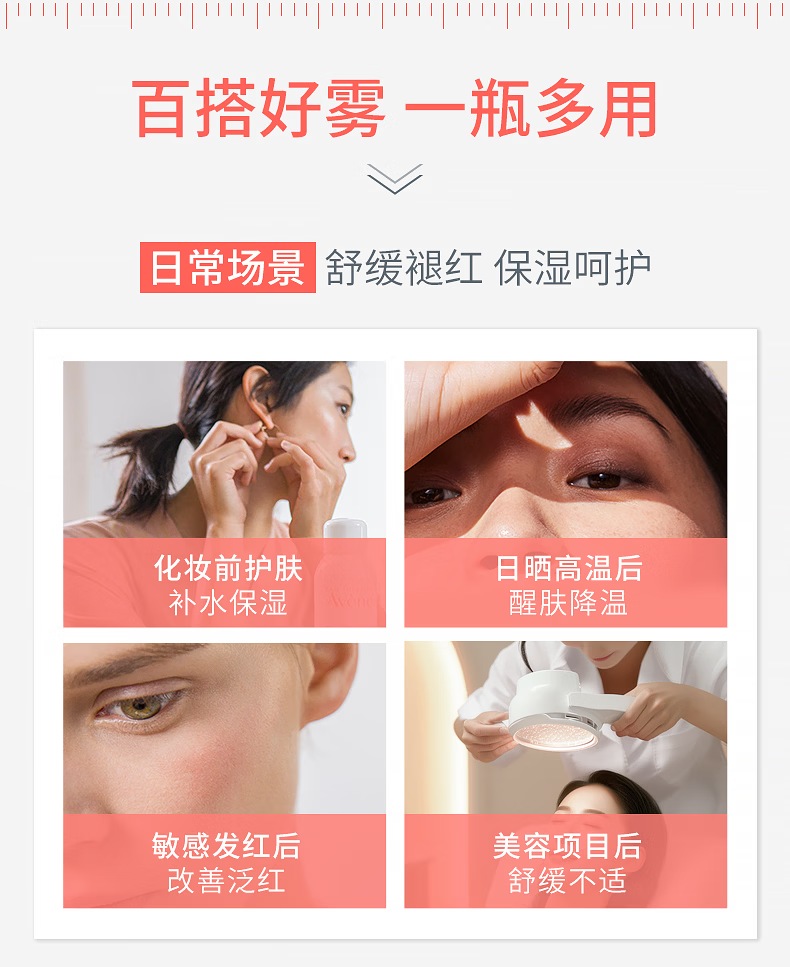 百搭好雾 一瓶多用
日常场景 舒缓褪红 保湿呵护
化妆前护肤
补水保湿
日晒高温后
醒肤降温
敏感发红后
改善泛红
美容项目后
舒缓不适